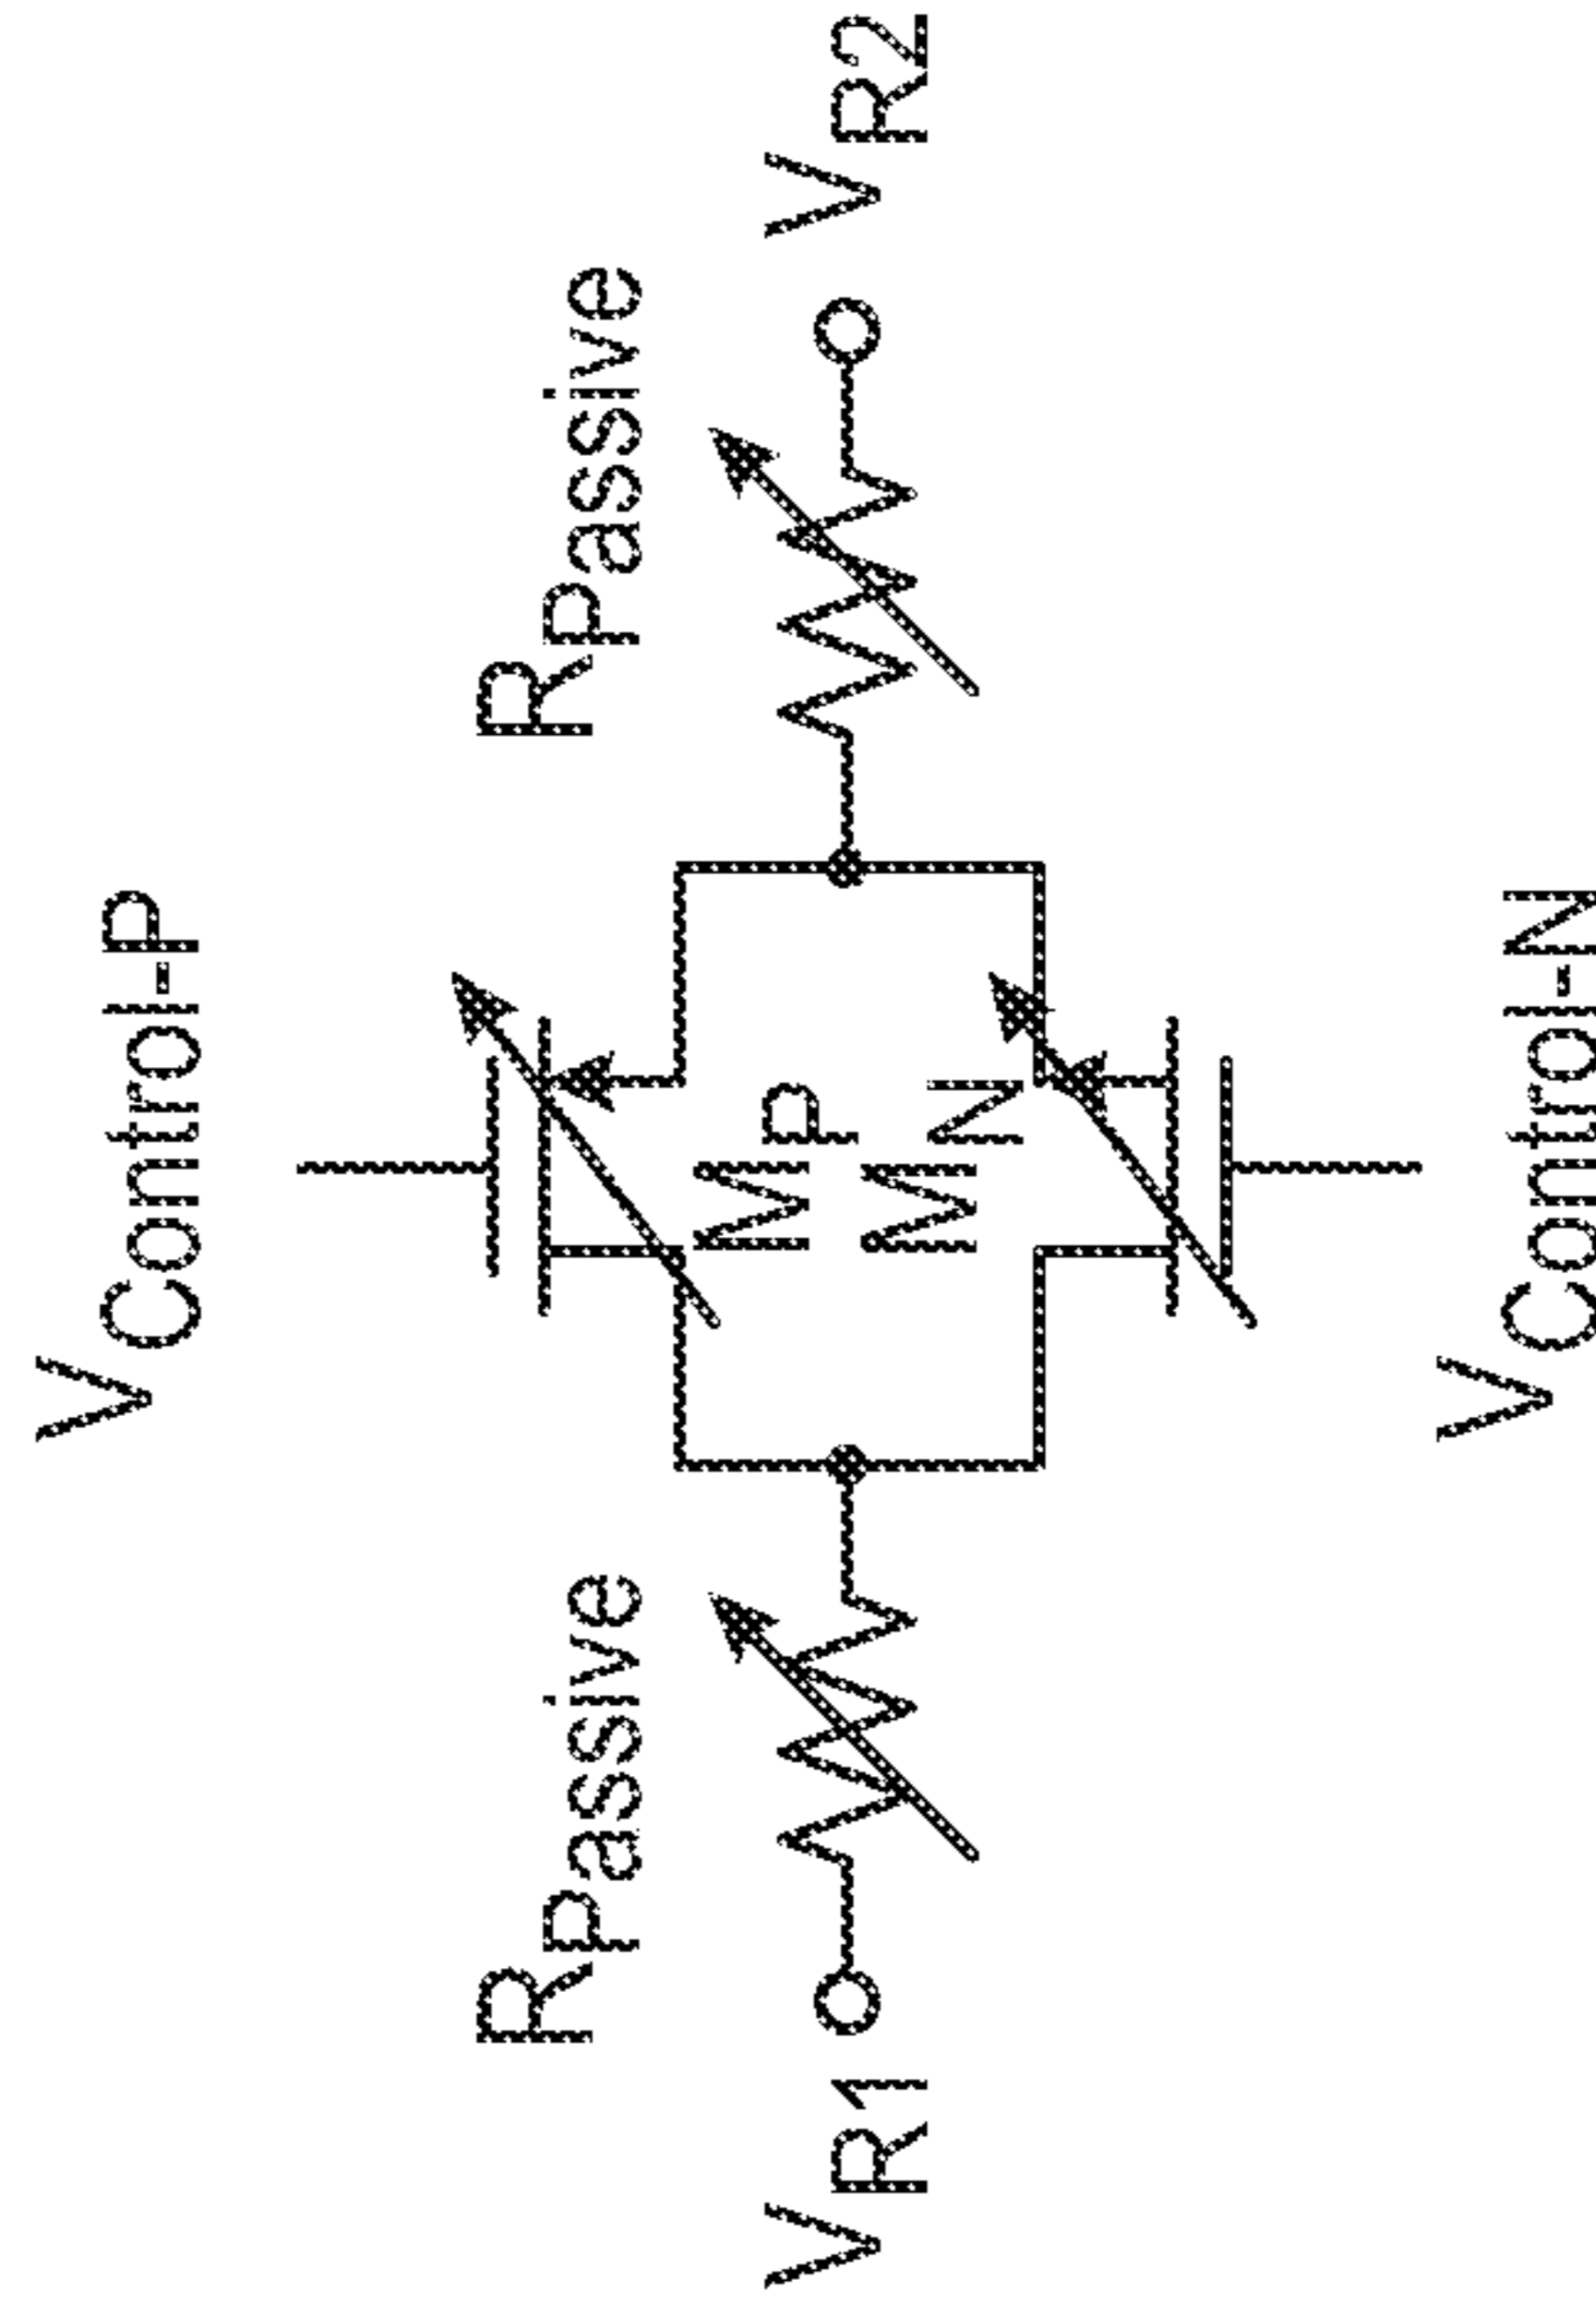 VControl-P
RPassive
RPassive
VR1
MP
MN
VR2
VControl-N